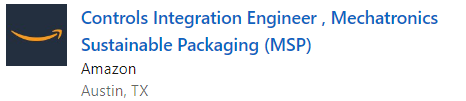 Controls Integration Engineer , Mechatronics
Sustainable Packaging (MSP)
Amazon
Austin, TX